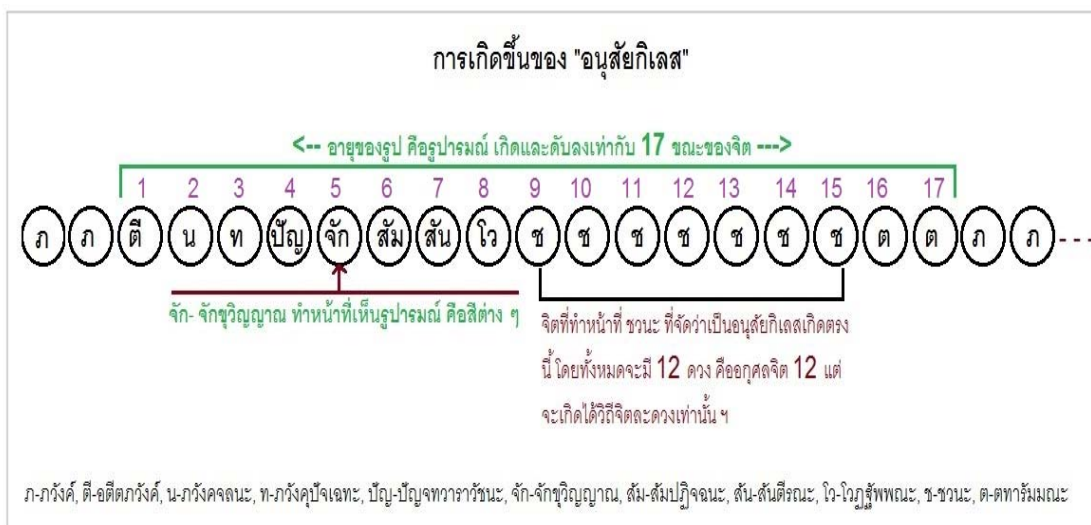 การเกิดขึ้นของ "อนุสัยกิเลส"
<-- อายุของรูป คือรูปารมณ์ เกิดและดับลงเท่ากับ 17 ขณะของจิต --->
1 2 3 4 5 6 7 8 9 10 11 12 13 14 15 16 17
ภ ภ ตี น ท ปัญ จัก สัม สัน โว ช ช ช ช ช ช ช ต ต ภ ภ ---
จัก- จักขุวิญญาณ ทำหน้าที่เห็นรูปารมณ์ คือสีต่าง ๆ
จิตที่ทำหน้าที่ ชวนะ ที่จัดว่าเป็นอนุสัยกิเลสเกิดตรง
นี้ โดยทั้งหมดจะมี 12 ดวง คืออกุศลจิต 12 แต่
จะเกิดได้วิถีจิตละดวงเท่านั้น ฯ
ภ-ภวังค์, ตี-อตีตภวังค์, น-ภวังคจลนะ, ท-ภวังคุปัจเฉทะ, ปัญ-ปัญจทวาราวัชนะ, จัก-จักขุวิญญาณ, สัม-สัมปฏิจฉนะ, สัน-สันตีรณะ, โว-โวฏฐัพพณะ, ช-ชวนะ, ต-ตทารัมมณะ